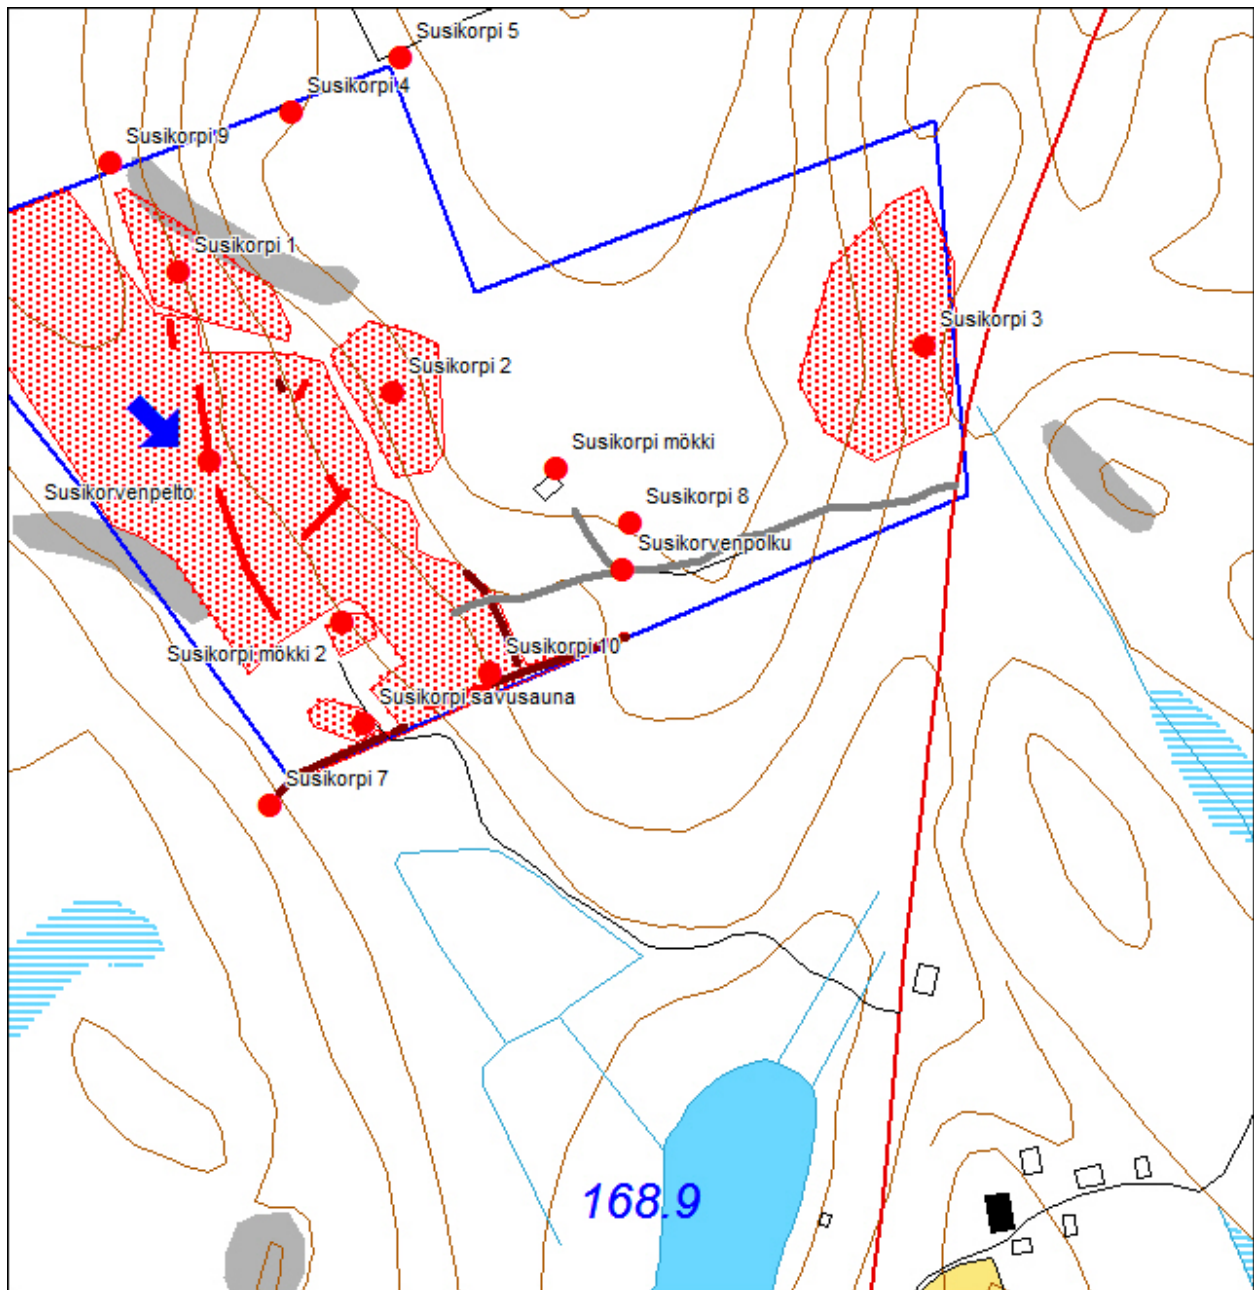 Susikorpi 5
Susikorpi 4
Susikorpi 9
Susikorpi 1
Susikorpi 3
Susikorpi 2
Susikorpi mökki
Susikorvenpelto
Susikorpi 8
Susikorvenpolku
Susikorpi mökki 2
Susikorpi 10
Susikorpi savusauna
Susikorpi 7
168.9